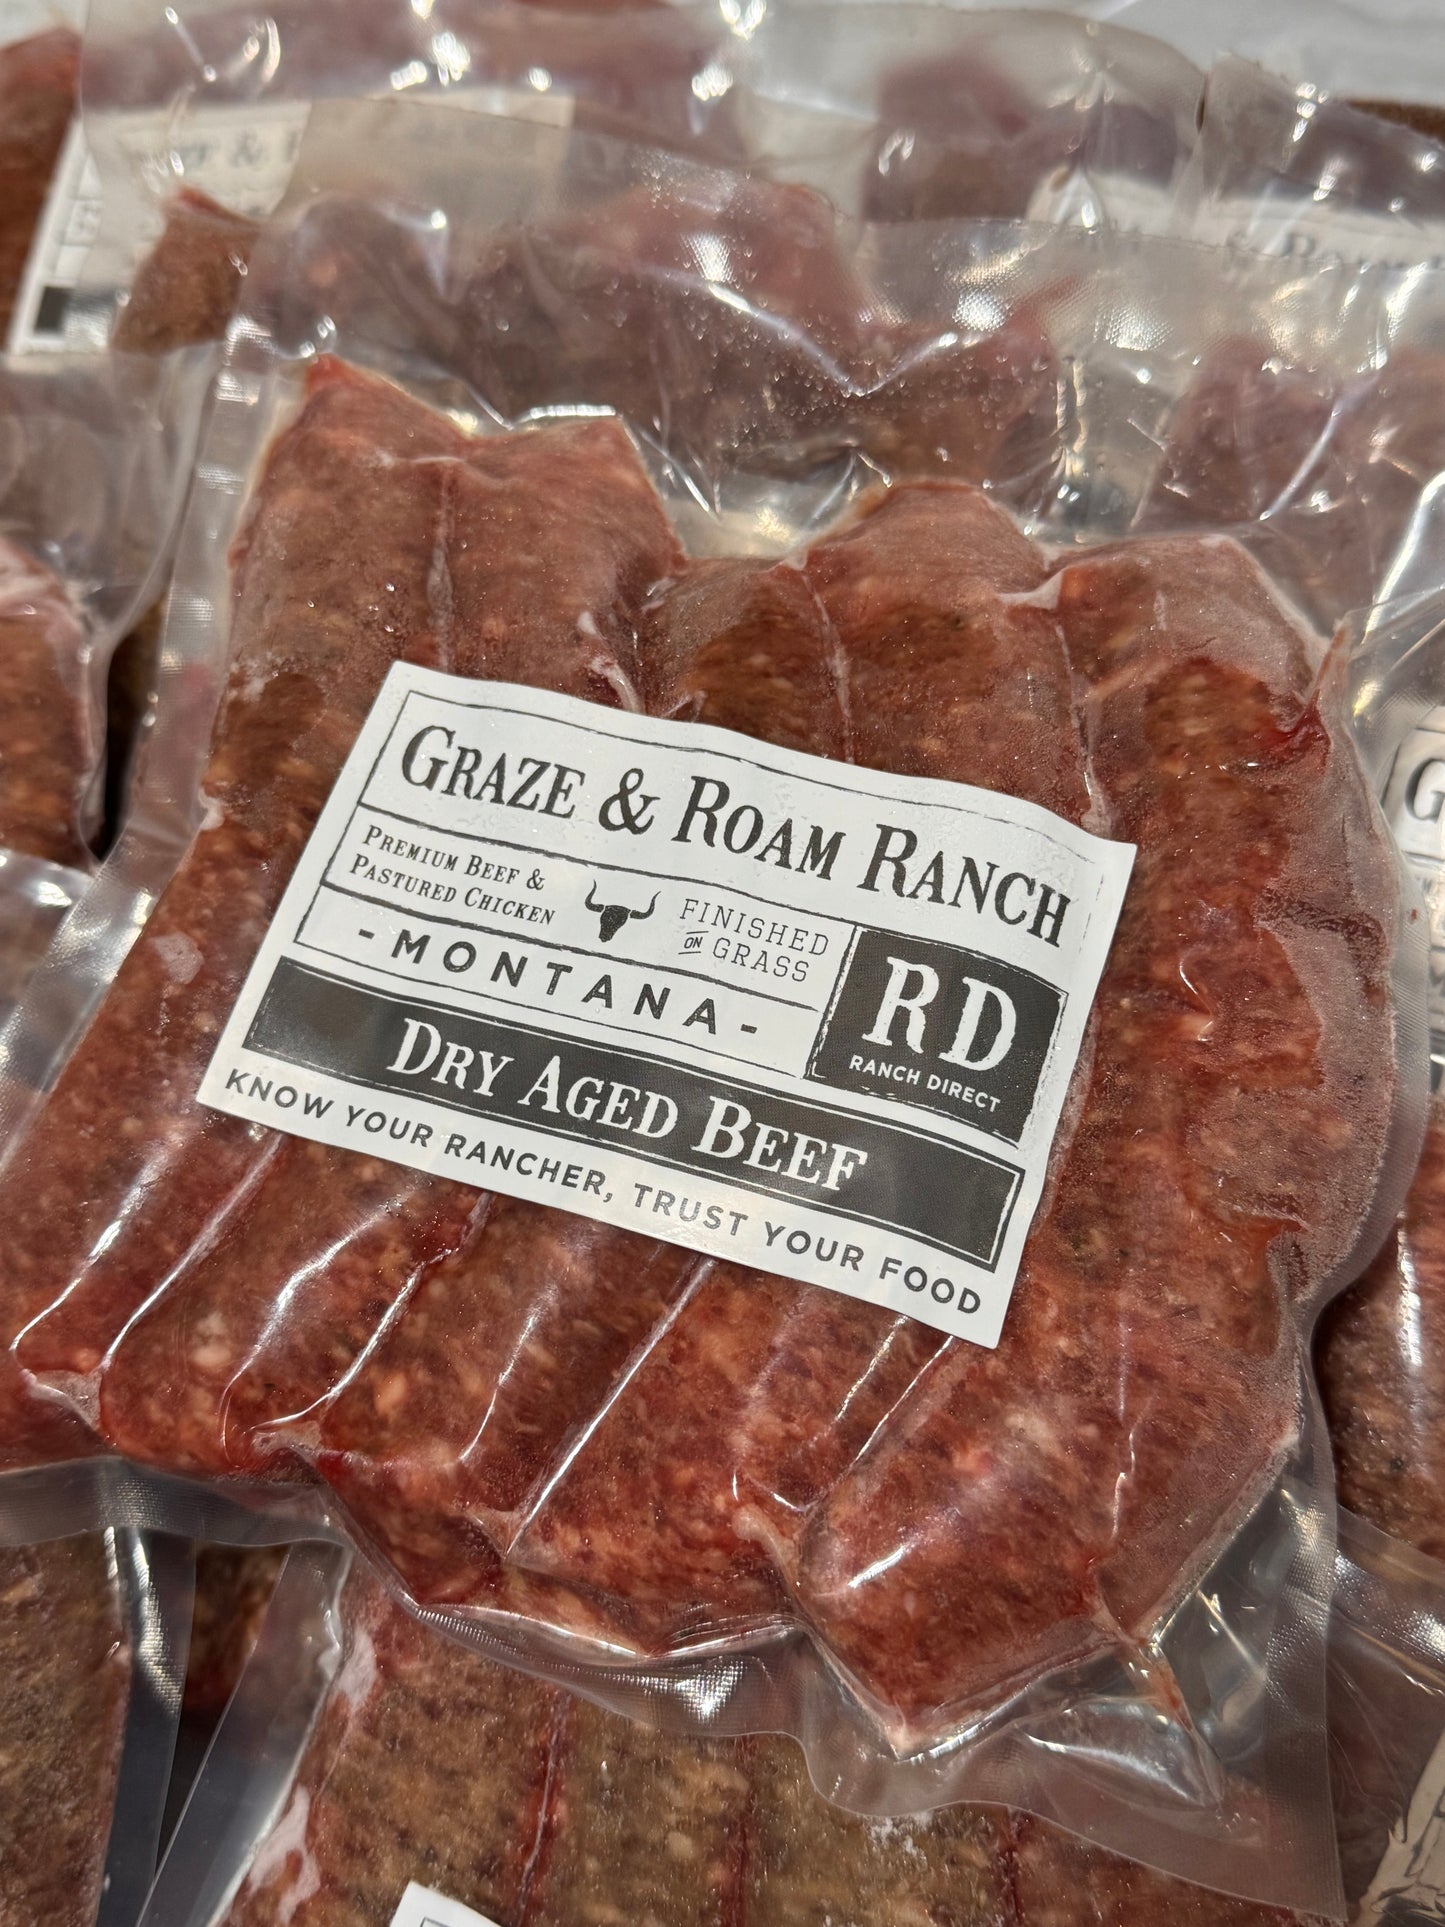 GRAZE & ROAM RANCH
PREMIUM BEEF &
PASTURED CHICKEN
FINISHED
ON GRASS
-MONTANA-
RD
RANCH DIRECT
DRY AGED BEEF
KNOW YOUR RANCHER, TRUST YOUR FOOD